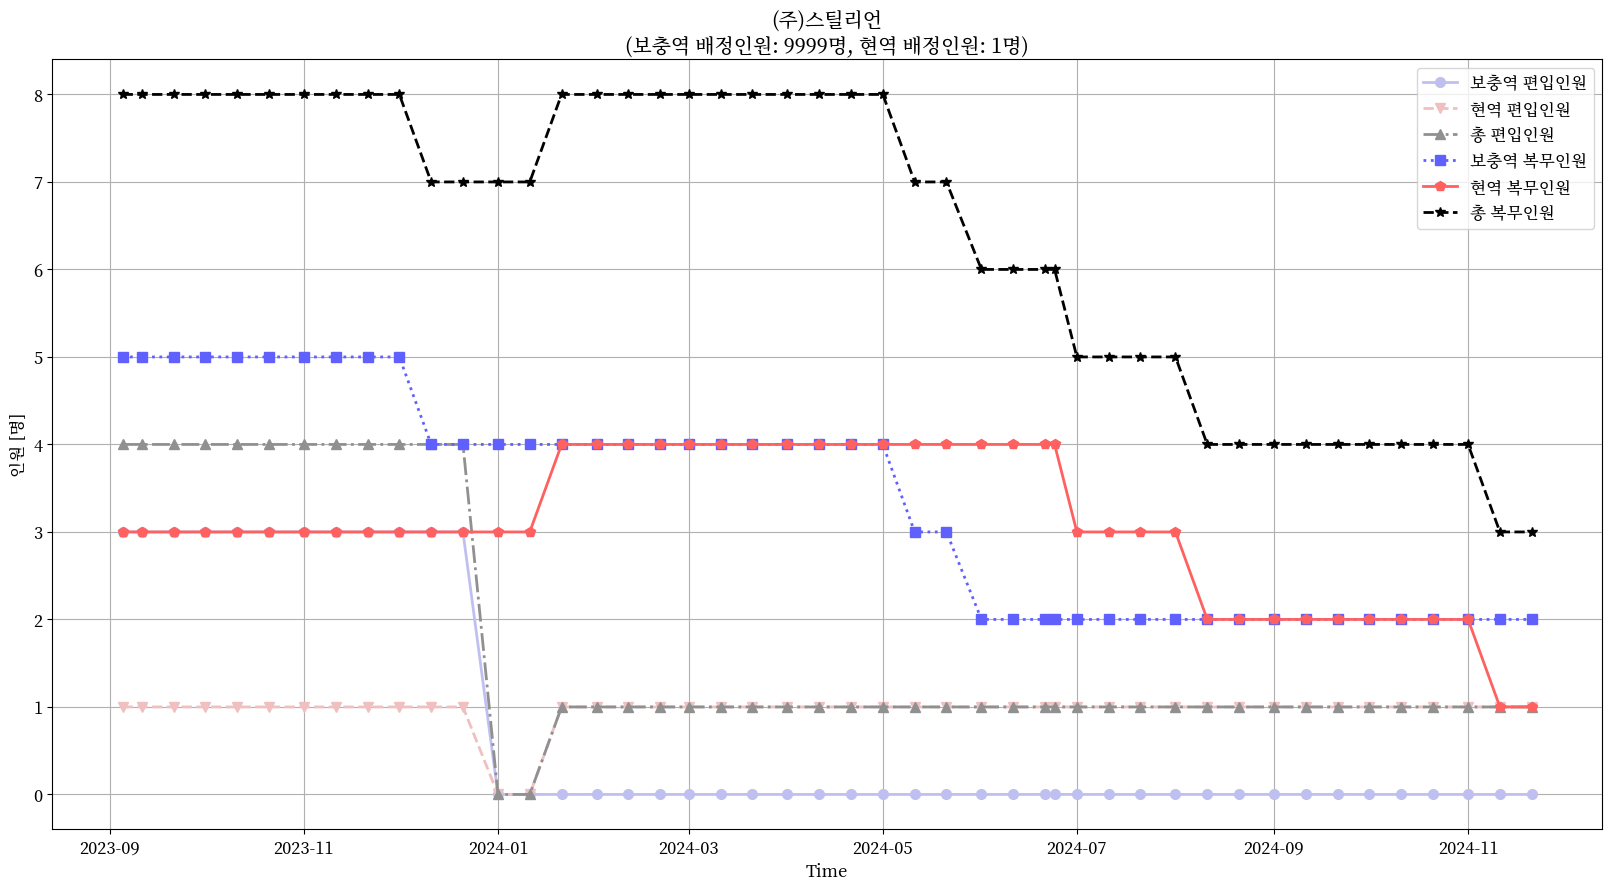 (주)스틸리언
(보충역 배정인원: 9999명, 현역 배정인원: 1명)
보충역 편입인원
현역 편입인원
총 편입인원
보충역 복무인원
현역 복무인원
총 복무인원
인원 [명]
8
7
6
5
4
3
2
1
0
2023-09
2023-11
2024-01
2024-03
2024-05
2024-07
2024-09
2024-11
Time